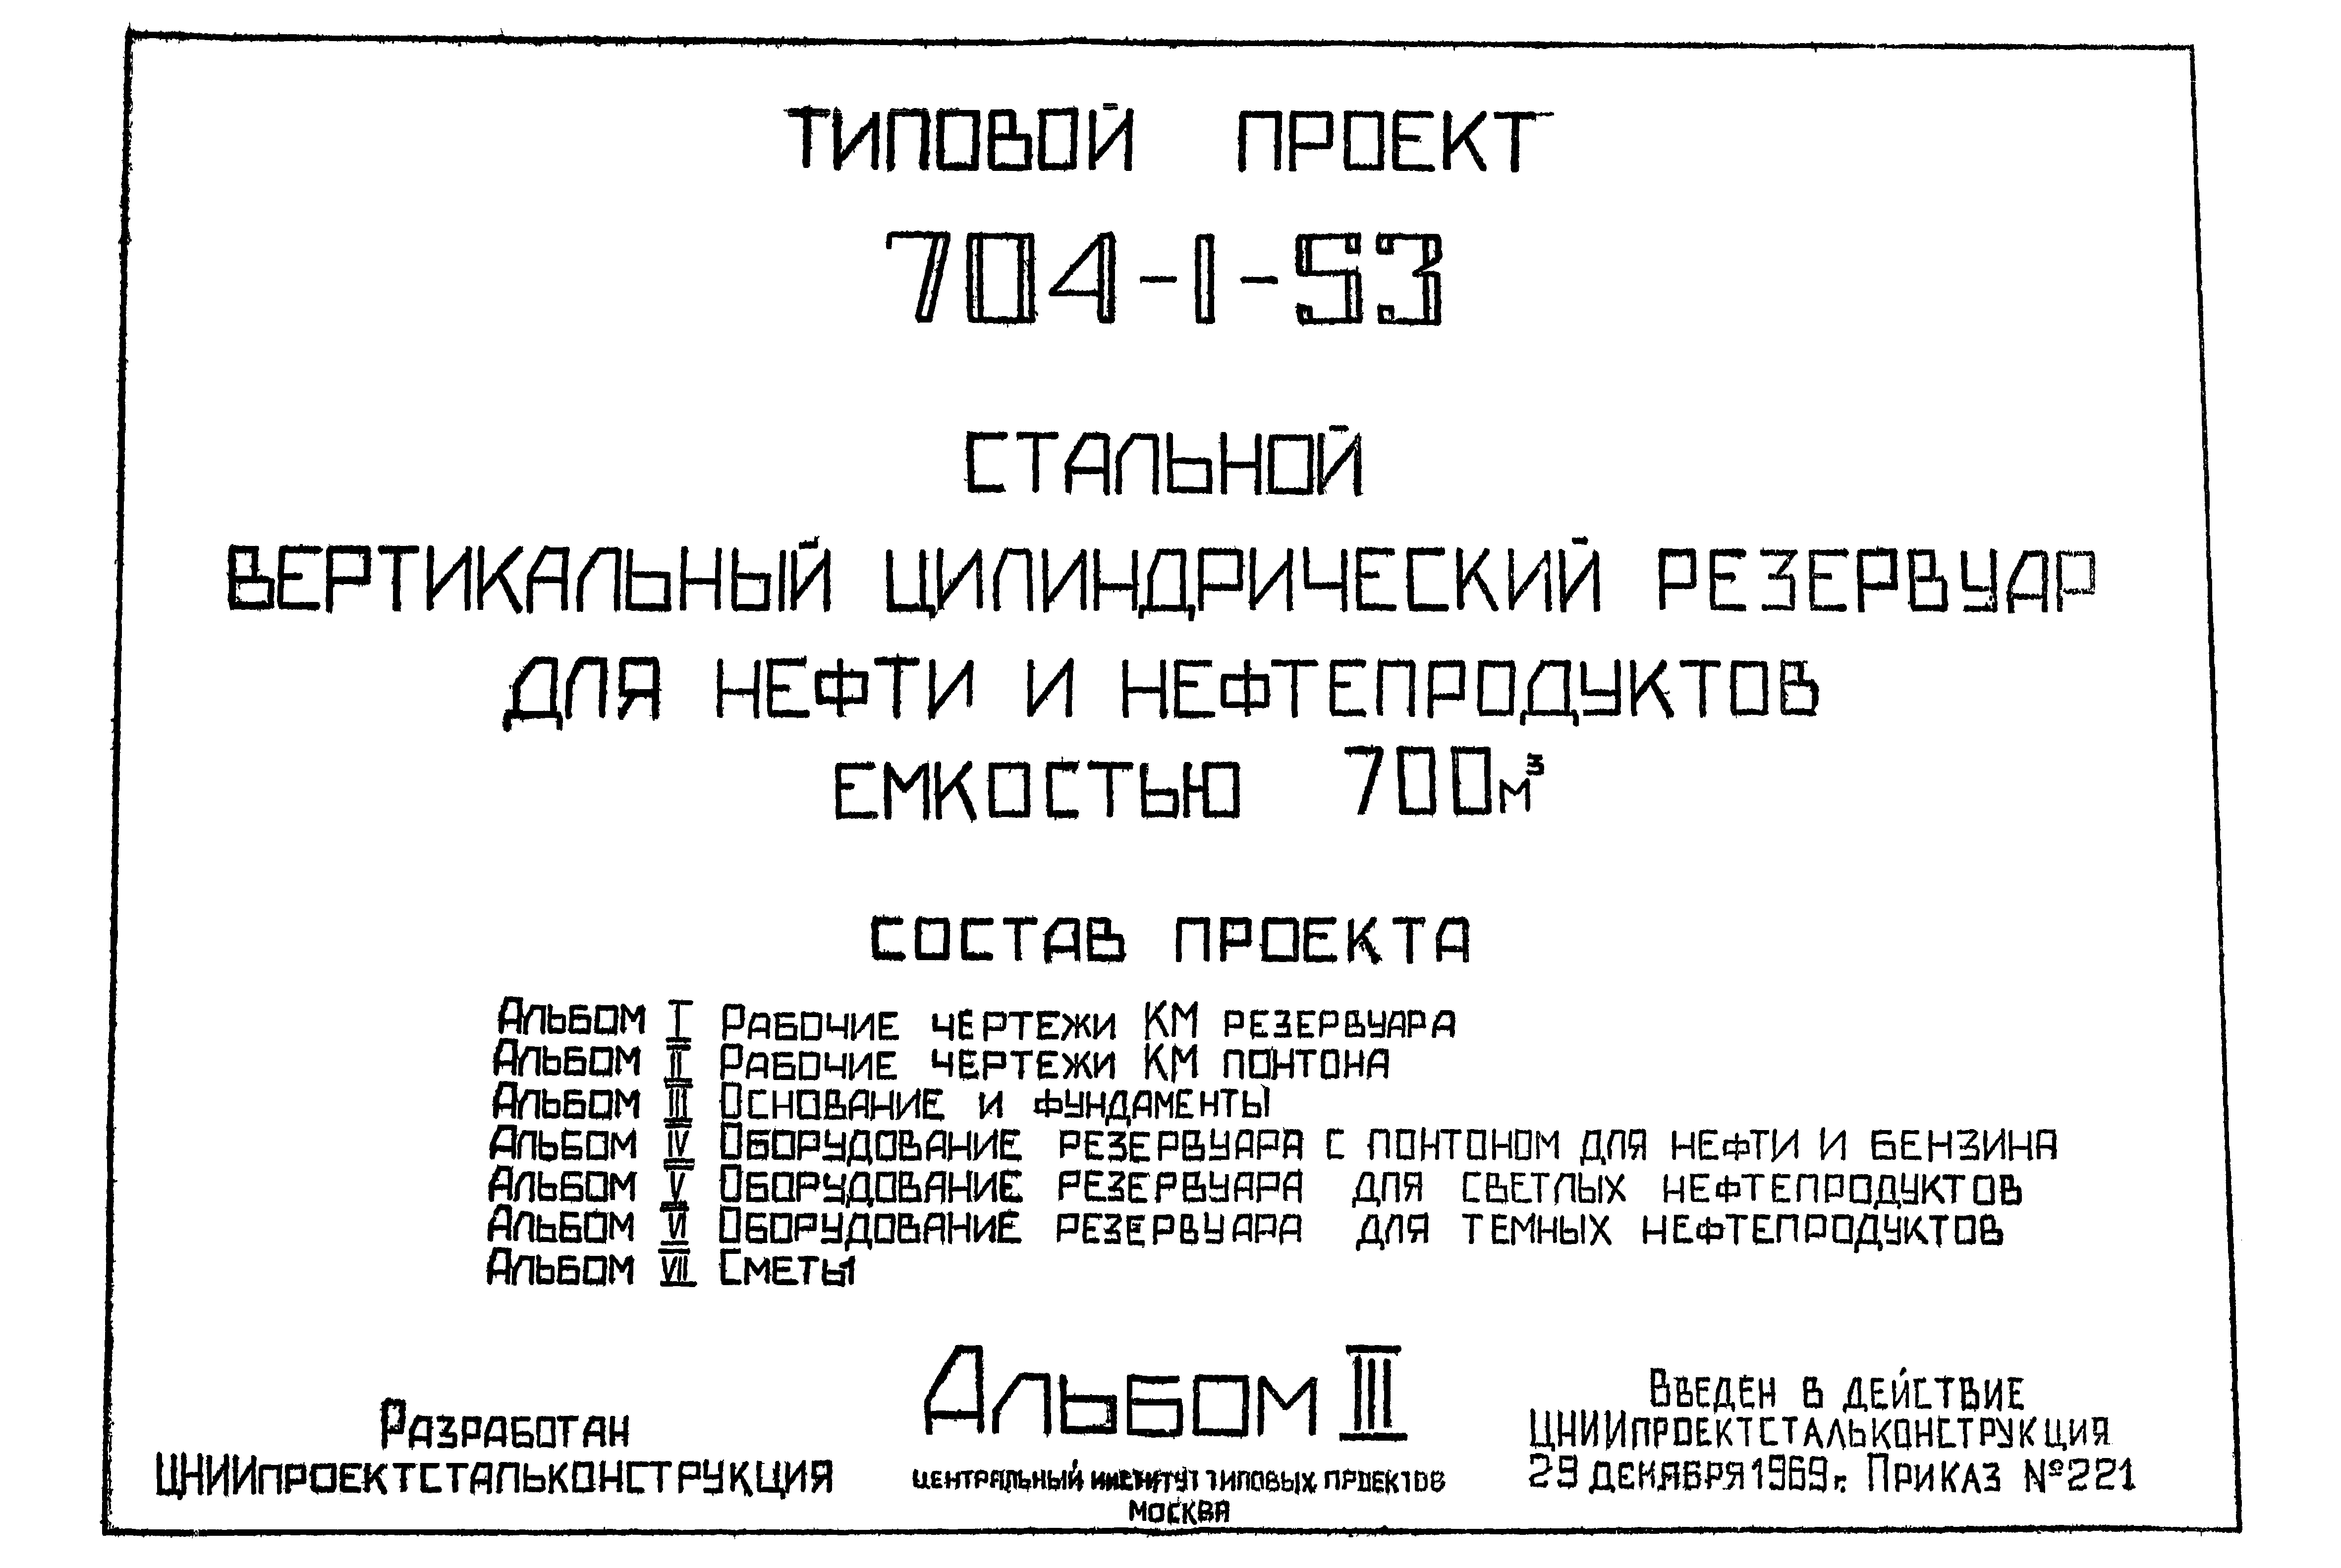 ТИПОВОЙ ПРОЕКТ
704-1-53
СТАЛЬНОЙ
ВЕРТИКАЛЬНЫЙ ЦИЛИНДРИЧЕСКИЙ РЕЗЕРВУАР
ДЛЯ НЕФТИ И НЕФТЕПРОДУКТОВ
ЕМКОСТЬЮ 700м³
СОСТАВ ПРОЕКТА
Альбом I Рабочие чертежи КМ резервуара
Альбом II Рабочие чертежи КМ понтона
Альбом III Основание и фундаменты
Альбом IV Оборудование резервуара с понтоном для нефти и бензина
Альбом V Оборудование резервуара для светлых нефтепродуктов
Альбом VI Оборудование резервуара для темных нефтепродуктов
Альбом VII Сметы
Разработан
ЦНИИпроектстальконструкция
Альбом III
центральный институт типовых проектов
москва
Введен в действие
ЦНИИпроектстальконструкция
29 декабря 1969г. Приказ №221